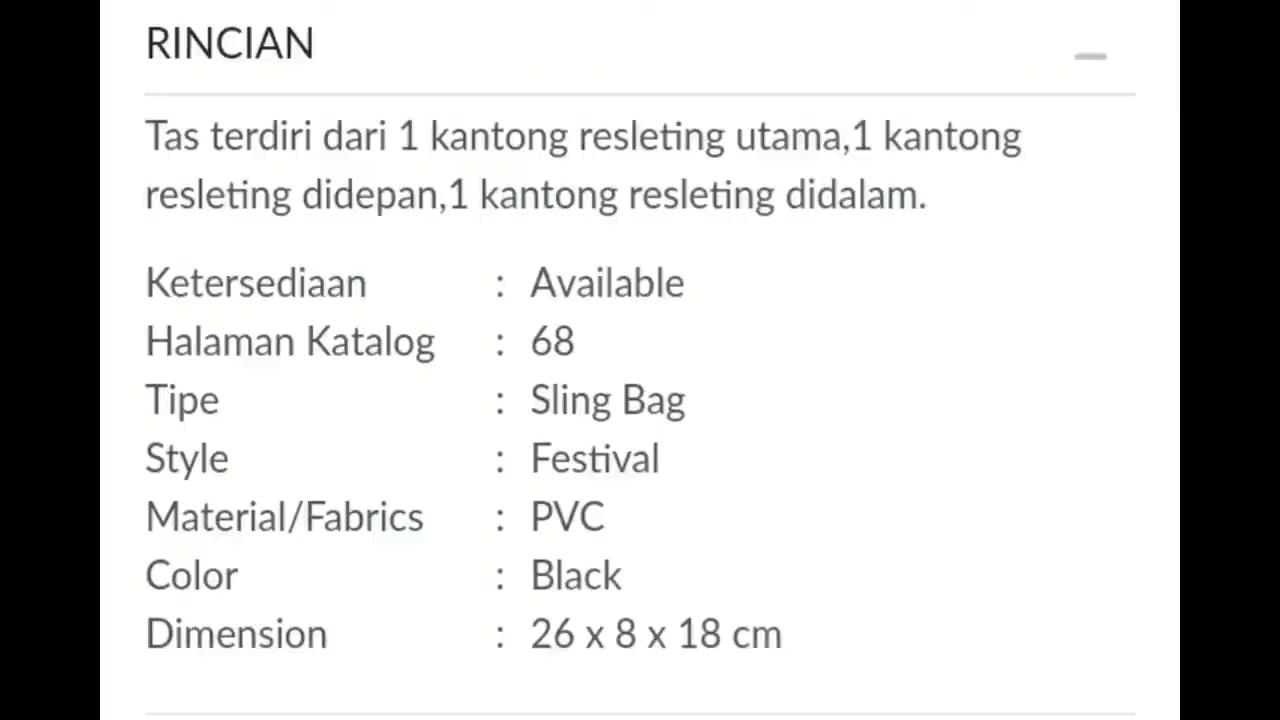 RINCIAN
Tas terdiri dari 1 kantong resleting utama,1 kantong
resleting didepan,1 kantong resleting didalam.
Ketersediaan : Available
Halaman Katalog : 68
Tipe : Sling Bag
Style : Festival
Material/Fabrics : PVC
Color : Black
Dimension : 26 x 8 x 18 cm